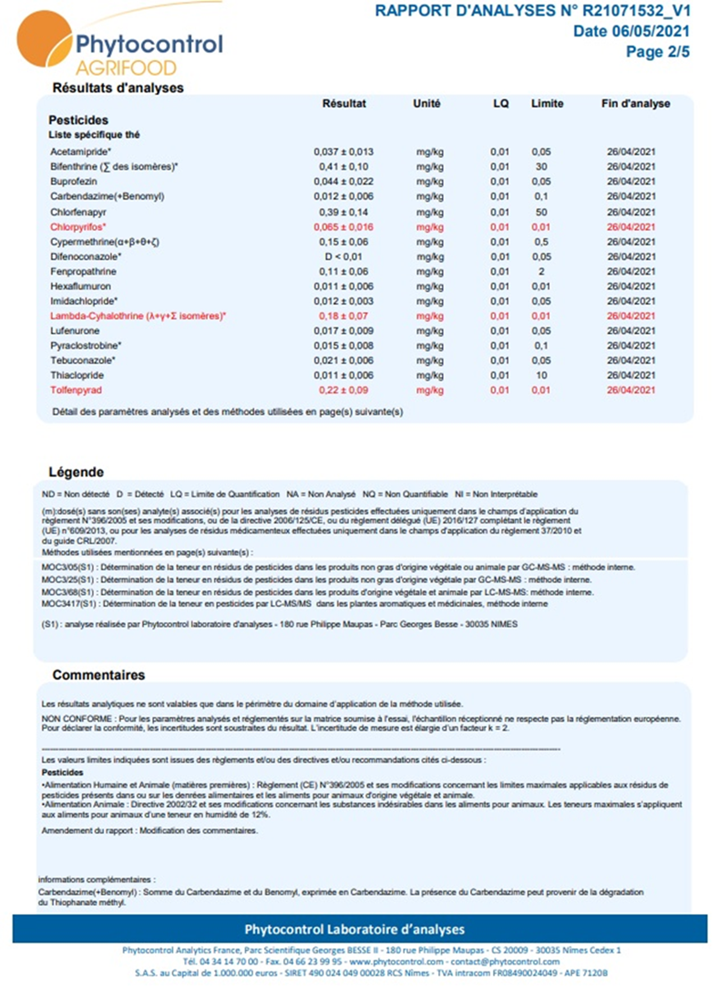 RAPPORT D'ANALYSES N° R21071532_V1
Date 06/05/2021
Page 2/5
Phytocontrol
AGRIFOOD
Résultats d'analyses
Résultat Unité LQ Limite Fin d'analyse
Pesticides
Liste spécifique thé
Acetamipride* 0,037 ± 0,013 mg/kg 0,01 0,05 26/04/2021
Bifenthrine (∑ des isomères)* 0,41 ± 0,10 mg/kg 0,01 30 26/04/2021
Buprofezin 0,044 ± 0,022 mg/kg 0,01 0,05 26/04/2021
Carbendazime(+Benomyl) 0,012 ± 0,006 mg/kg 0,01 0,1 26/04/2021
Chlorfenapyr 0,39 ± 0,14 mg/kg 0,01 50 26/04/2021
Chlorpyrifos* 0,065 ± 0,016 mg/kg 0,01 0,01 26/04/2021
Cypermethrine(α+β+θ+ζ) 0,15 ± 0,06 mg/kg 0,01 0,5 26/04/2021
Difenoconazole* D < 0,01 mg/kg 0,01 0,05 26/04/2021
Fenpropathrine 0,11 ± 0,06 mg/kg 0,01 2 26/04/2021
Hexaflumuron 0,011 ± 0,006 mg/kg 0,01 0,01 26/04/2021
Imidachlopride* 0,012 ± 0,003 mg/kg 0,01 0,05 26/04/2021
Lambda-Cyhalothrine (λ+γ+Σ isomères)* 0,18 ± 0,07 mg/kg 0,01 0,01 26/04/2021
Lufenurone 0,017 ± 0,009 mg/kg 0,01 0,05 26/04/2021
Pyraclostrobine* 0,015 ± 0,008 mg/kg 0,01 0,1 26/04/2021
Tebuconazole* 0,021 ± 0,006 mg/kg 0,01 0,05 26/04/2021
Thiaclopride 0,011 ± 0,006 mg/kg 0,01 10 26/04/2021
Tolfenpyrad 0,22 ± 0,09 mg/kg 0,01 0,01 26/04/2021
Détail des paramètres analysés et des méthodes utilisées en page(s) suivante(s)
Légende
ND = Non détecté D = Détecté LQ = Limite de Quantification NA = Non Analysé NQ = Non Quantifiable NI = Non Interprétable
(m):dosé(s) sans son(ses) analyte(s) associé(s) pour les analyses de résidus pesticides effectuées uniquement dans le champs d'application du
règlement N°396/2005 et ses modifications, ou de la directive 2006/125/CE, ou du règlement délégué (UE) 2016/127 complétant le règlement
(UE) n°609/2013, ou pour les analyses de résidus médicamenteux effectuées uniquement dans le champs d'application du règlement 37/2010 et
du guide CRL/2007.
Méthodes utilisées mentionnées en page(s) suivante(s) :
MOC3/05(S1) : Détermination de la teneur en résidus de pesticides dans les produits non gras d'origine végétale ou animale par GC-MS-MS : méthode interne.
MOC3/25(S1) : Détermination de la teneur en résidus de pesticides dans les produits non gras d'origine végétale par GC-MS-MS : méthode interne.
MOC3/68(S1) : Détermination de la teneur en résidus de pesticides dans les produits d'origine végétale et animale par LC-MS-MS: méthode interne.
MOC3417(S1) : Détermination de la teneur en pesticides par LC-MS/MS dans les plantes aromatiques et médicinales, méthode interne
(S1) : analyse réalisée par Phytocontrol laboratoire d'analyses - 180 rue Philippe Maupas - Parc Georges Besse - 30035 NIMES
Commentaires
Les résultats analytiques ne sont valables que dans le périmètre du domaine d'application de la méthode utilisée.
NON CONFORME : Pour les paramètres analysés et réglementés sur la matrice soumise à l'essai, l'échantillon réceptionné ne respecte pas la réglementation européenne.
Pour déclarer la conformité, les incertitudes sont soustraites du résultat. L'incertitude de mesure est élargie d'un facteur k = 2.
Les valeurs limites indiquées sont issues des règlements et/ou des directives et/ou recommandations cités ci-dessous :
Pesticides
•Alimentation Humaine et Animale (matières premières) : Règlement (CE) N°396/2005 et ses modifications concernant les limites maximales applicables aux résidus de
pesticides présents dans ou sur les denrées alimentaires et les aliments pour animaux d'origine végétale et animale.
•Alimentation Animale : Directive 2002/32 et ses modifications concernant les substances indésirables dans les aliments pour animaux. Les teneurs maximales s'appliquent
aux aliments pour animaux d'une teneur en humidité de 12%.
Amendement du rapport : Modification des commentaires.
informations complémentaires :
Carbendazime(+Benomyl) : Somme du Carbendazime et du Benomyl, exprimée en Carbendazime. La présence du Carbendazime peut provenir de la dégradation
du Thiophanate méthyl.
Phytocontrol Laboratoire d'analyses
Phytocontrol Analytics France, Parc Scientifique Georges BESSE II - 180 rue Philippe Maupas - CS 20009 - 30035 Nîmes Cedex 1
Tél. 04 34 14 70 00 - Fax. 04 66 23 99 95 - www.phytocontrol.com - contact@phytocontrol.com
S.A.S. au Capital de 1.000.000 euros - SIRET 490 024 049 00028 RCS Nîmes - TVA intracom FR08490024049 - APE 7120B